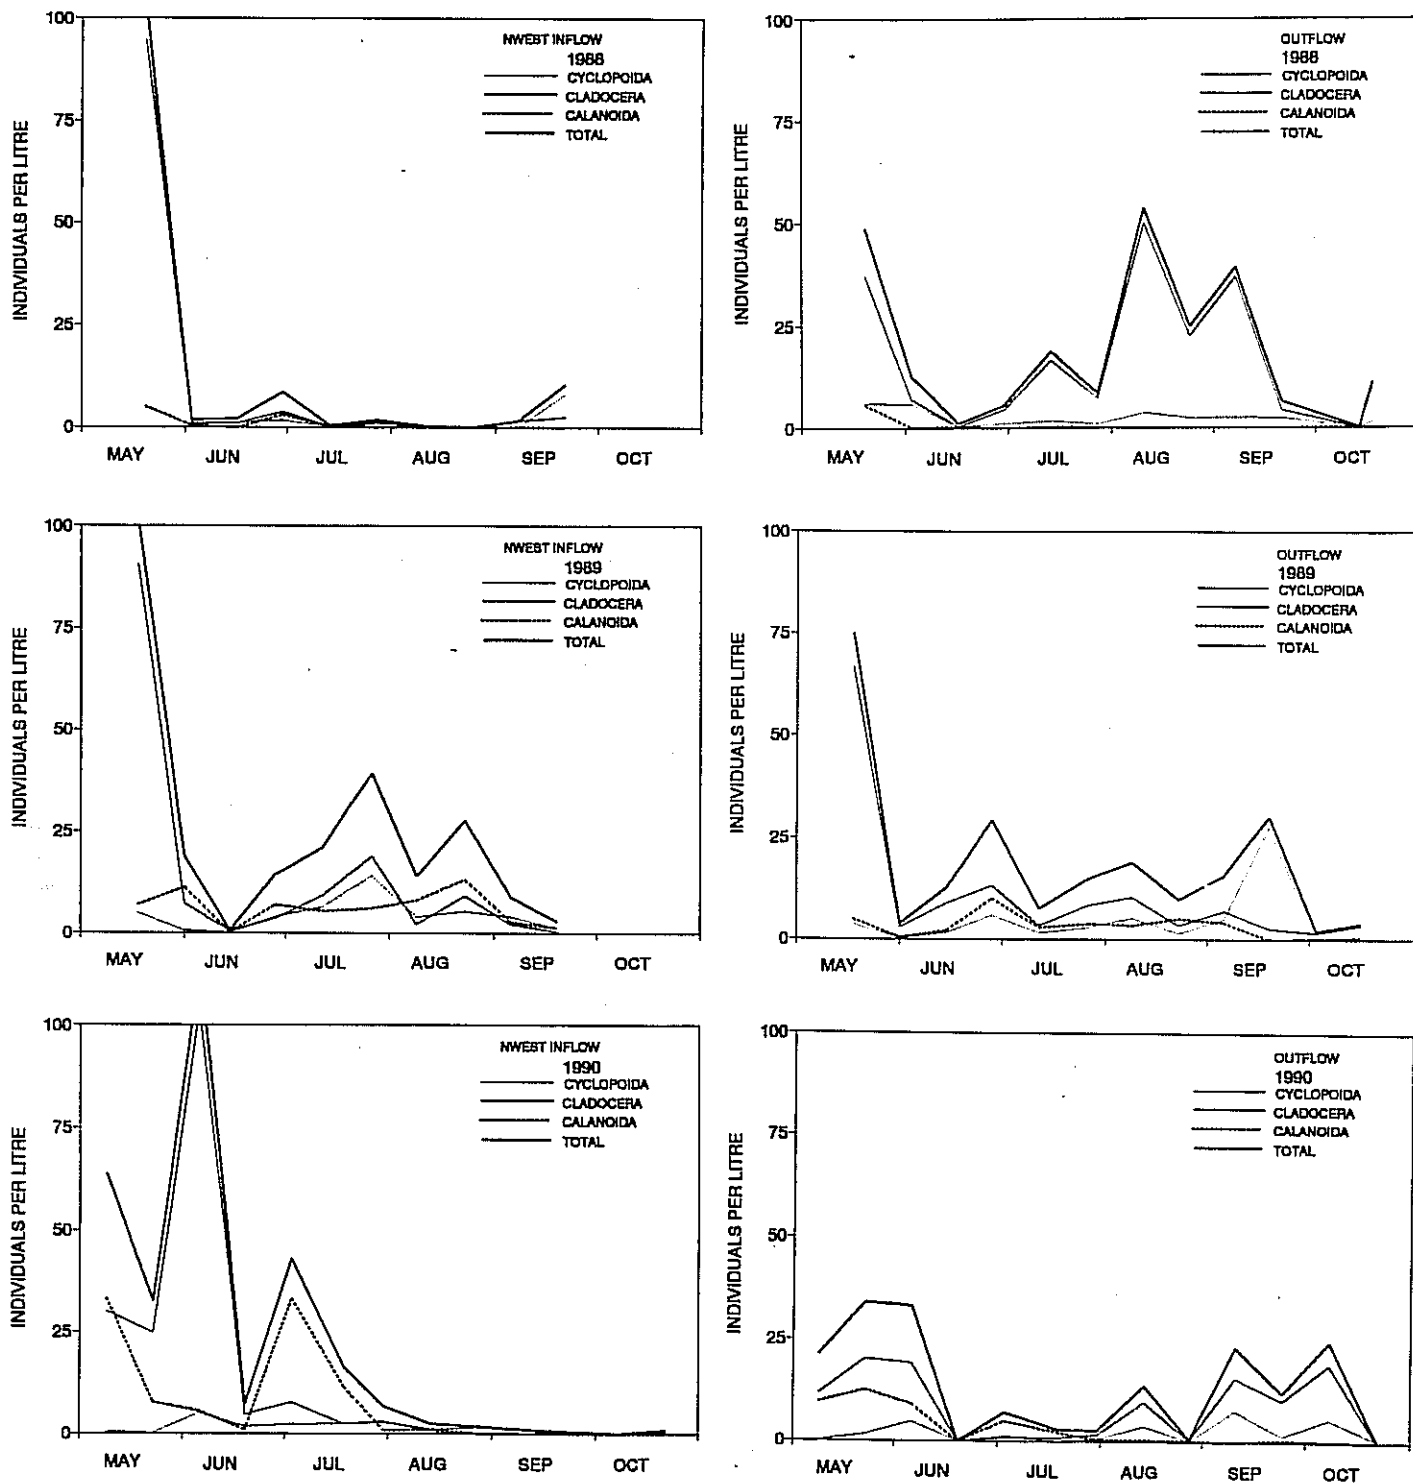 NWEST INFLOW
1988
CYCLOPOIDA
CLADOCERA
CALANOIDA
TOTAL
INDIVIDUALS PER LITRE
100
75
50
25
0
MAY JUN JUL AUG SEP OCT
OUTFLOW
1988
CYCLOPOIDA
CLADOCERA
CALANOIDA
TOTAL
INDIVIDUALS PER LITRE
100
75
50
25
0
MAY JUN JUL AUG SEP OCT
NWEST INFLOW
1989
CYCLOPOIDA
CLADOCERA
CALANOIDA
TOTAL
INDIVIDUALS PER LITRE
100
75
50
25
0
MAY JUN JUL AUG SEP OCT
OUTFLOW
1989
CYCLOPOIDA
CLADOCERA
CALANOIDA
TOTAL
INDIVIDUALS PER LITRE
100
75
50
25
0
MAY JUN JUL AUG SEP OCT
NWEST INFLOW
1990
CYCLOPOIDA
CLADOCERA
CALANOIDA
TOTAL
INDIVIDUALS PER LITRE
100
75
50
25
0
MAY JUN JUL AUG SEP OCT
OUTFLOW
1990
CYCLOPOIDA
CLADOCERA
CALANOIDA
TOTAL
INDIVIDUALS PER LITRE
100
75
50
25
0
MAY JUN JUL AUG SEP OCT